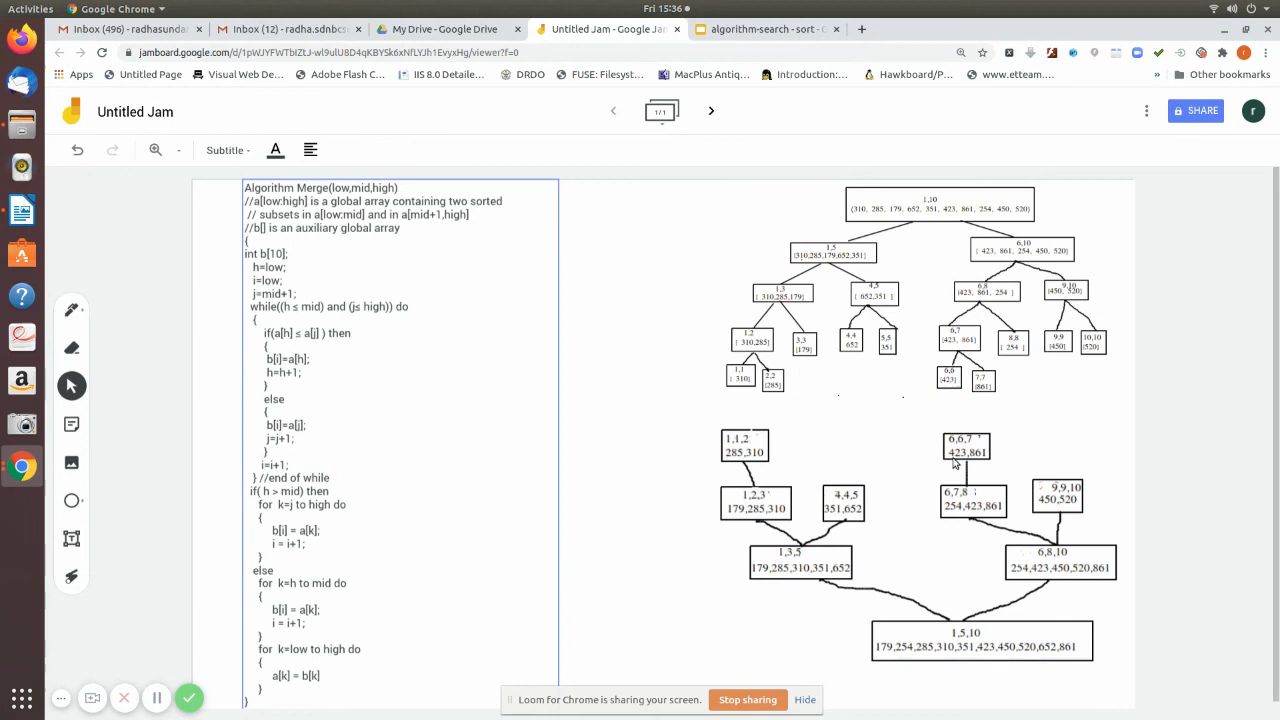 Activities
Google Chrome
Fri 15:36
Inbox (496) - radhasundar
Inbox (12) - radha.sdnbcs
My Drive - Google Drive
Untitled Jam - Google Jam
algorithm-search - sort - G
Apps
Untitled Page
Visual Web De...
Adobe Flash C...
IIS 8.0 Detaile...
DRDO
FUSE: Filesyst...
MacPlus Antiq...
Introduction:...
Hawkboard/P...
www.etteam....
»
Other bookmarks
Untitled Jam
1/1
SHARE
r
Subtitle
A
Algorithm Merge(low,mid,high)
//a[low:high] is a global array containing two sorted
// subsets in a[low:mid] and in a[mid+1,high]
//b[] is an auxiliary global array
{
int b[10];
h=low;
i=low;
j=mid+1;
while((h ≤ mid) and (j≤ high)) do
{
if(a[h] ≤ a[j] ) then
{
b[i]=a[h];
h=h+1;
}
else
{
b[i]=a[j];
j=j+1;
}
i=i+1;
} //end of while
if( h > mid) then
for k=j to high do
{
b[i] = a[k];
i = i+1;
}
else
for k=h to mid do
{
b[i] = a[k];
i = i+1;
}
for k=low to high do
{
a[k] = b[k]
}
}
1,10
(310, 285, 179, 652, 351, 423, 861, 254, 450, 520)
1,5
{310,285,179,652,351}
6,10
{ 423, 861, 254, 450, 520}
1,3
{ 310,285,179}
4,5
{ 652,351 }
6,8
{423, 861, 254 }
9,10
{450, 520}
1,2
{ 310,285}
3,3
{179}
4,4
652
5,5
351
6,7
{423, 861}
8,8
{ 254 }
9,9
{450}
10,10
{520}
1,1
{ 310}
2,2
{285}
6,6
{423}
7,7
{861}
1,1,2
285,310
6,6,7
423,861
1,2,3
179,285,310
4,4,5
351,652
6,7,8
254,423,861
9,9,10
450,520
1,3,5
179,285,310,351,652
6,8,10
254,423,450,520,861
1,5,10
179,254,285,310,351,423,450,520,652,861
Loom for Chrome is sharing your screen.
Stop sharing
Hide